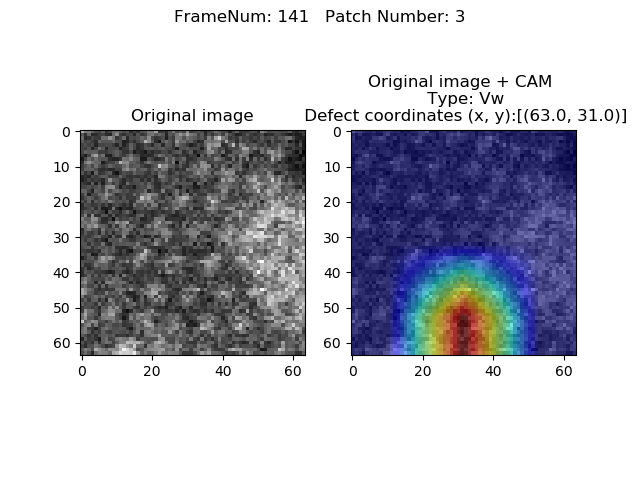 FrameNum: 141   Patch Number: 3
Original image
0
10
20
30
40
50
60
0 20 40 60
Original image + CAM
Type: Vw
Defect coordinates (x, y):[(63.0, 31.0)]
0
10
20
30
40
50
60
0 20 40 60